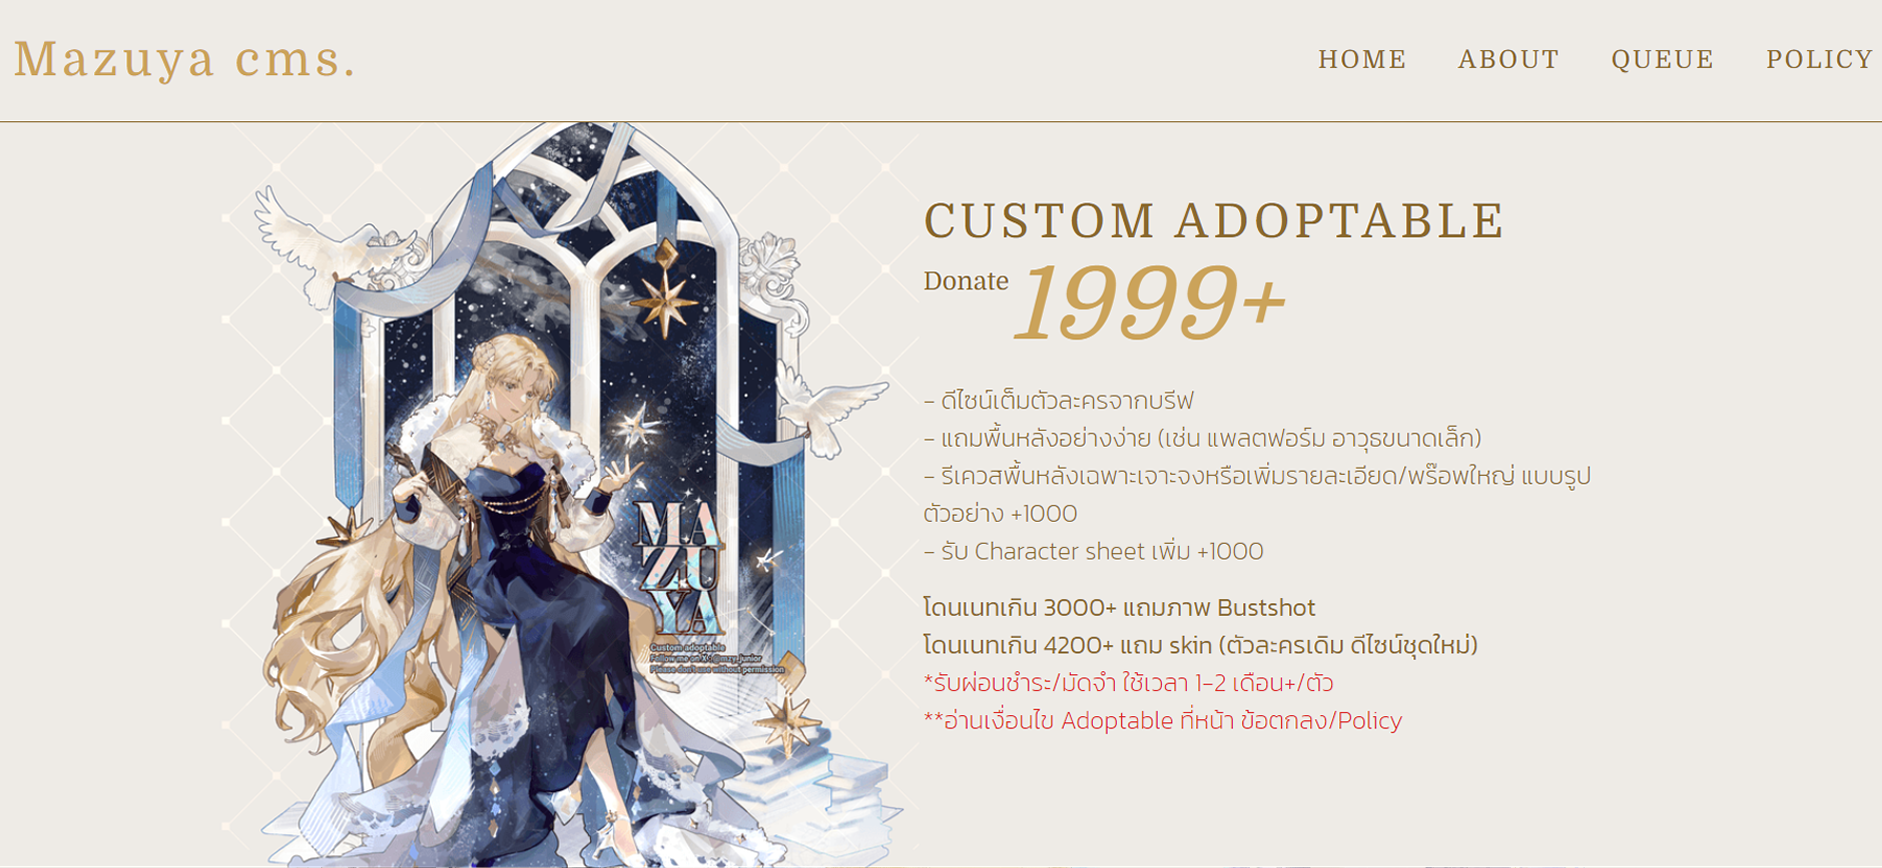 Mazuya cms.
HOME ABOUT QUEUE POLICY
CUSTOM ADOPTABLE
Donate 1999+
- ดีไซน์เต็มตัวละครจากบรีฟ
- แถมพื้นหลังอย่างง่าย (เช่น แพลตฟอร์ม อาวุธขนาดเล็ก)
- รีเควสพื้นหลังเฉพาะเจาะจงหรือเพิ่มรายละเอียด/พร๊อพใหญ่ แบบรูป
ตัวอย่าง +1000
- รับ Character sheet เพิ่ม +1000
โดนเนทเกิน 3000+ แถมภาพ Bustshot
โดนเนทเกิน 4200+ แถม skin (ตัวละครเดิม ดีไซน์ชุดใหม่)
*รับผ่อนชำระ/มัดจำ ใช้เวลา 1-2 เดือน+/ตัว
**อ่านเงื่อนไข Adoptable ที่หน้า ข้อตกลง/Policy
MA
ZU
YA
Custom adoptable
Follow me on X : @mzy_junior
Please don't use without permission